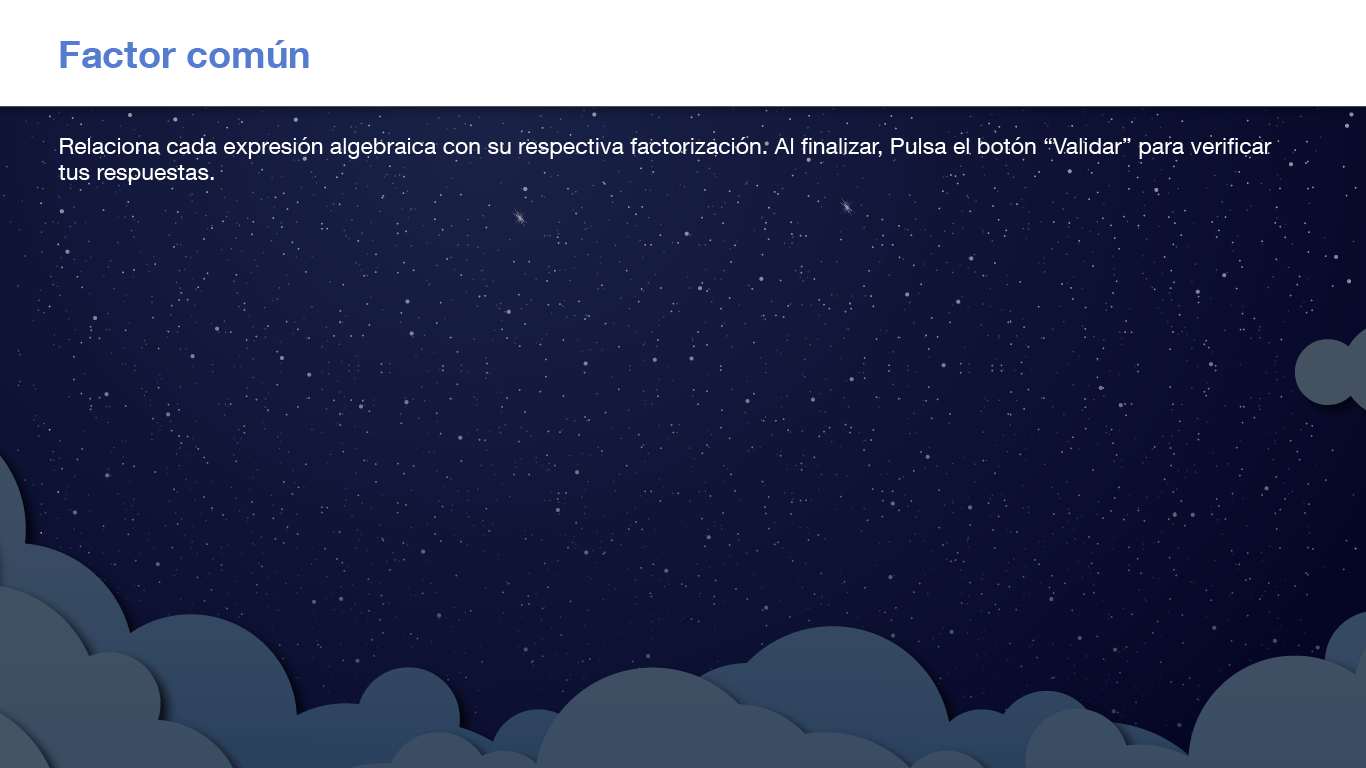 Factor común
Relaciona cada expresión algebraica con su respectiva factorización. Al finalizar, Pulsa el botón “Validar” para verificar
tus respuestas.